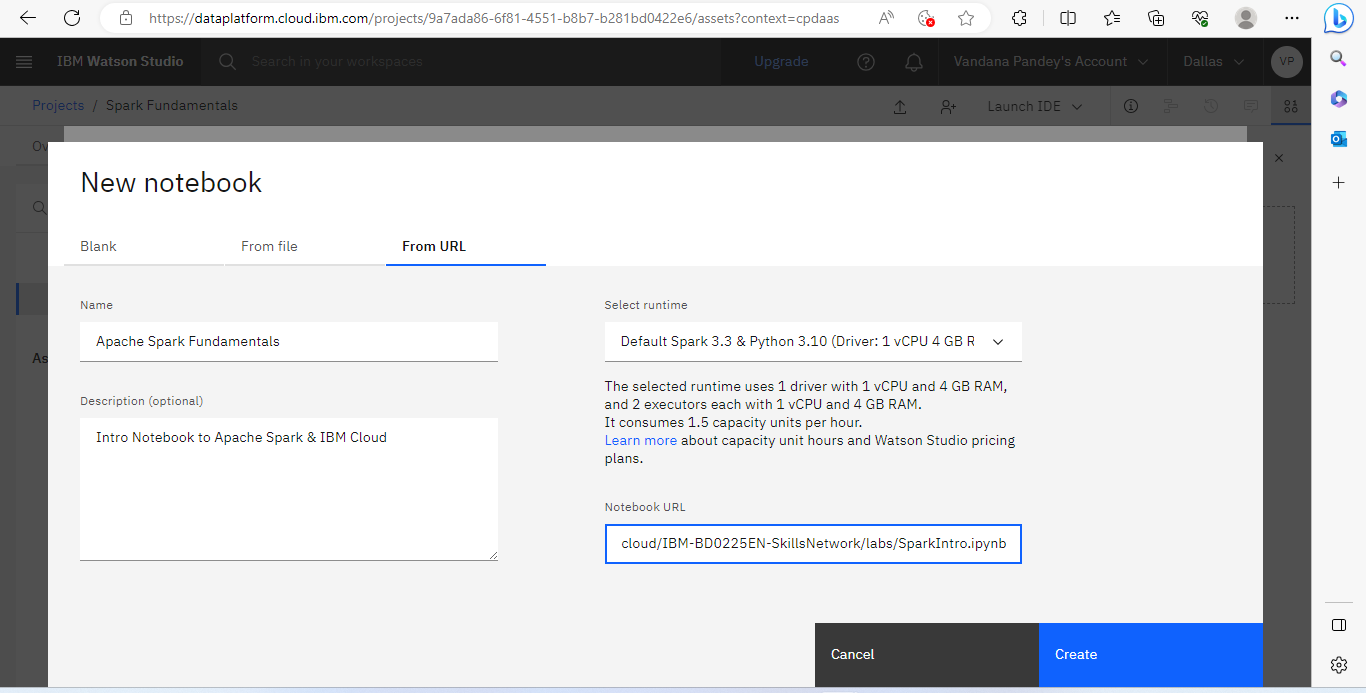 https://dataplatform.cloud.ibm.com/projects/9a7ada86-6f81-4551-b8b7-b281bd0422e6/assets?context=cpdaas
IBM Watson Studio
Search in your workspaces
Upgrade
Vandana Pandey's Account
Dallas
VP
Projects / Spark Fundamentals
Launch IDE
Ov
New notebook
Blank
From file
From URL
Name
Apache Spark Fundamentals
Description (optional)
Intro Notebook to Apache Spark & IBM Cloud
As
Select runtime
Default Spark 3.3 & Python 3.10 (Driver: 1 vCPU 4 GB R
The selected runtime uses 1 driver with 1 vCPU and 4 GB RAM,
and 2 executors each with 1 vCPU and 4 GB RAM.
It consumes 1.5 capacity units per hour.
Learn more about capacity unit hours and Watson Studio pricing
plans.
Notebook URL
cloud/IBM-BD0225EN-SkillsNetwork/labs/SparkIntro.ipynb
Cancel
Create